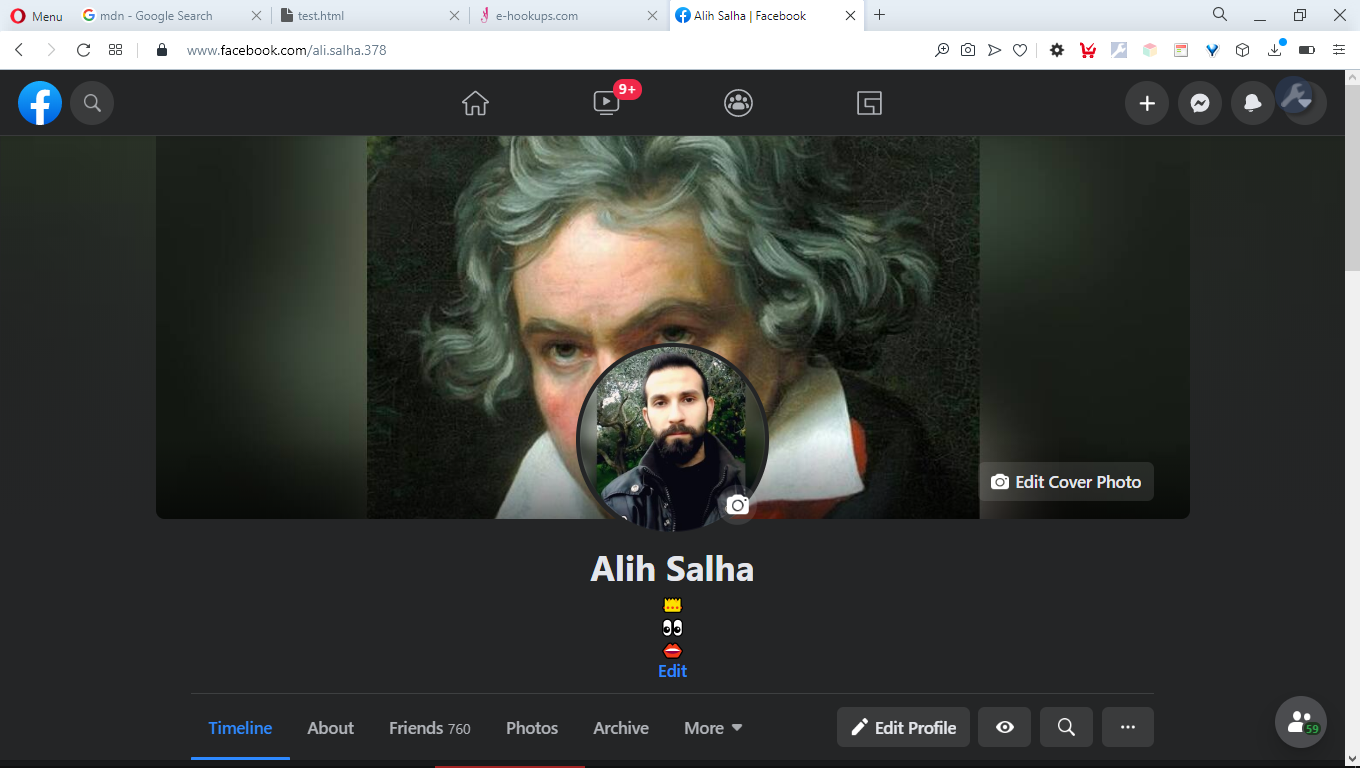 Menu
mdn - Google Search
test.html
e-hookups.com
Alih Salha | Facebook
www.facebook.com/ali.salha.378
9+
Edit Cover Photo
Alih Salha
Edit
Timeline About Friends 760 Photos Archive More Edit Profile
59